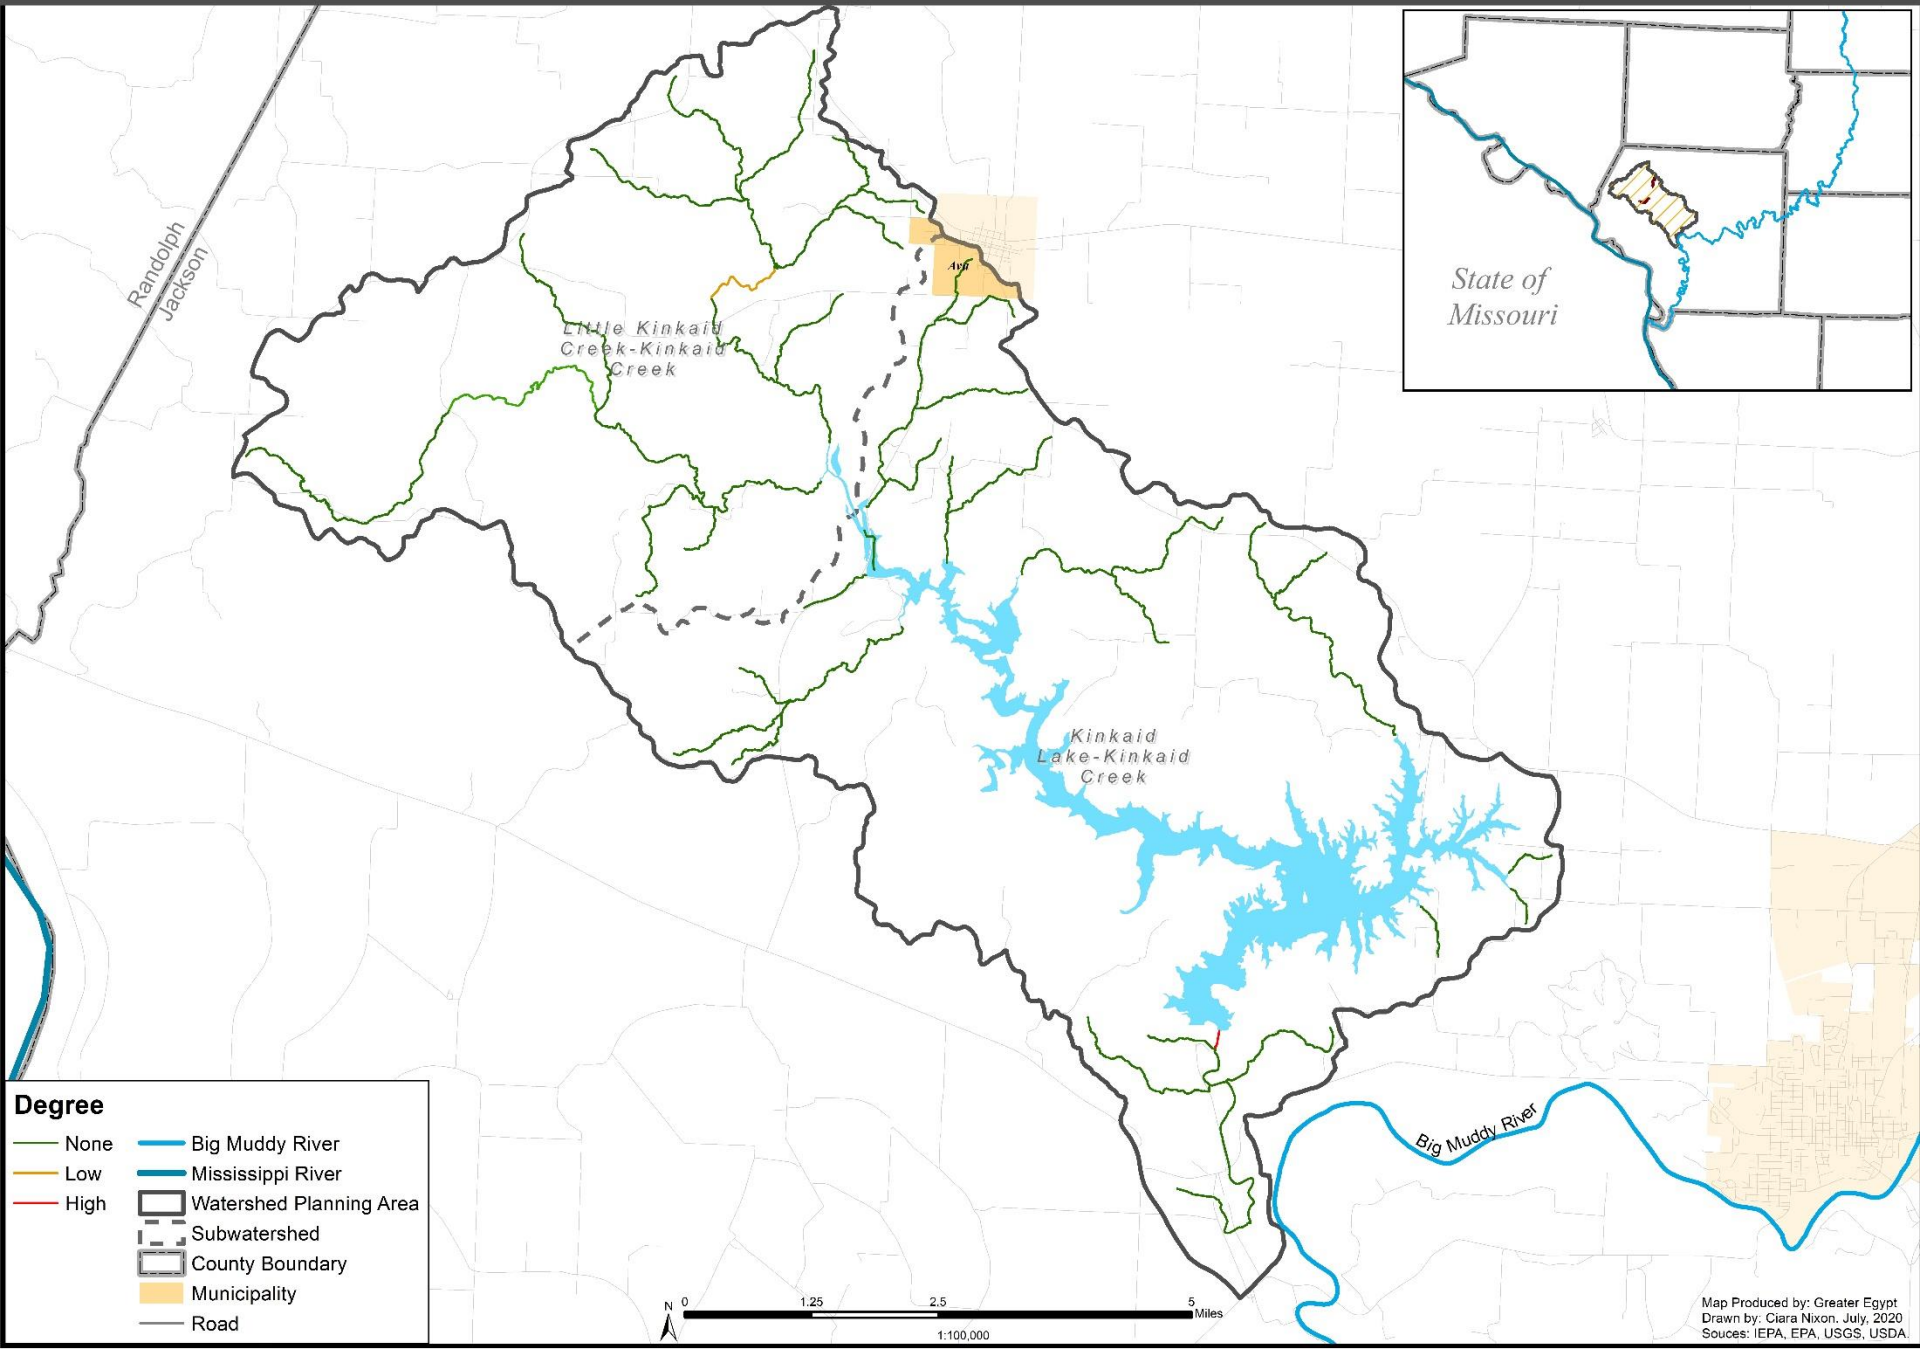 State of
Missouri
Randolph
Jackson
Ava
Little Kinkaid
Creek-Kinkaid
Creek
Kinkaid
Lake-Kinkaid
Creek
Big Muddy River
Degree
None
Low
High
Big Muddy River
Mississippi River
Watershed Planning Area
Subwatershed
County Boundary
Municipality
Road
N
0 1.25 2.5 5
Miles
1:100,000
Map Produced by: Greater Egypt
Drawn by: Ciara Nixon. July, 2020
Souces: IEPA, EPA, USGS, USDA.